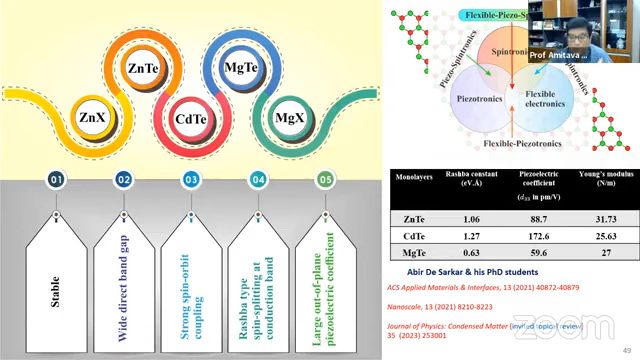 ZnX
ZnTe
CdTe
MgTe
MgX
01
02
03
04
05
Stable
Wide direct band gap
Strong spin-orbit
coupling
Rashba type
spin-splitting at
conduction band
Large out-of-plane
piezoelectric coefficient
Flexible-Piezo-
Prof Amitava
Piezo-Spintronics
Spintronics
Piezotronics
Flexible
electronics
Flexible-Piezotronics
Monolayers
Rashba constant
(eV.Å)
Piezoelectric
coefficient
(d33 in pm/V)
Young's modulus
(N/m)
ZnTe 1.06 88.7 31.73
CdTe 1.27 172.6 25.63
MgTe 0.63 59.6 27
Abir De Sarkar & his PhD students
ACS Applied Materials & Interfaces, 13 (2021) 40872-40879
Nanoscale, 13 (2021) 8210-8223
Journal of Physics: Condensed Matter (invited topical review)
35 (2023) 253001
zoom
49